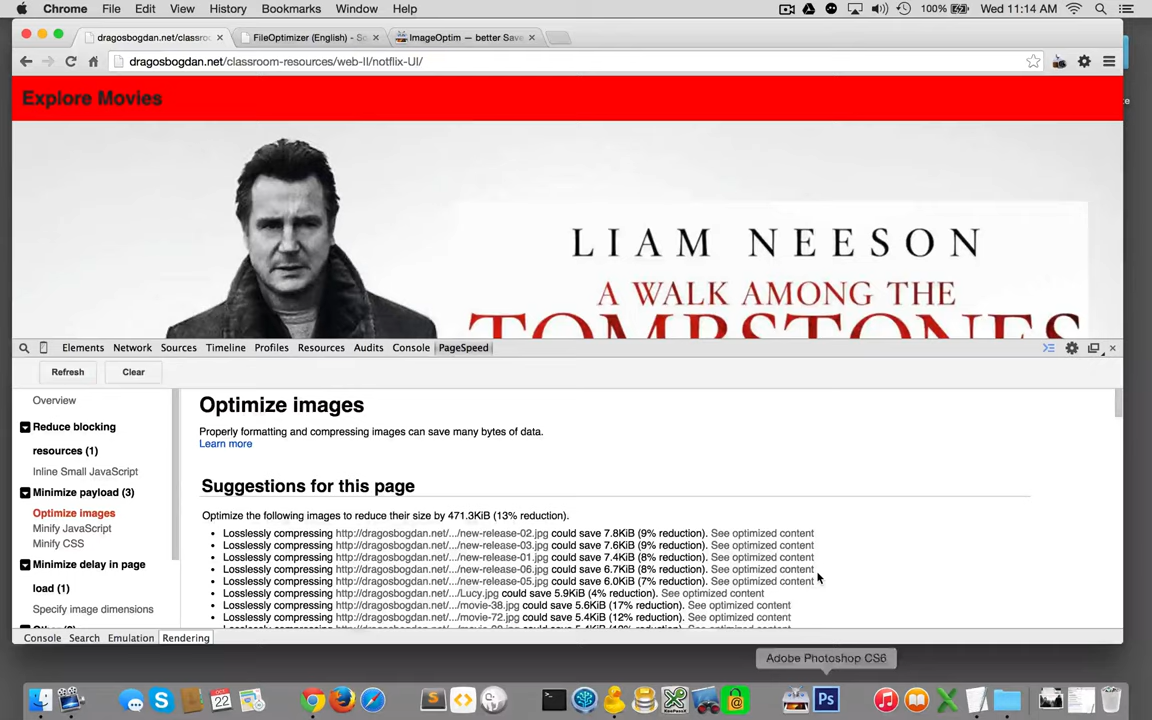 Chrome File Edit View History Bookmarks Window Help 100% Wed 11:14 AM
dragosbogdan.net/classro FileOptimizer (English) - So ImageOptim — better Save
dragosbogdan.net/classroom-resources/web-II/notflix-UI/
Explore Movies
LIAM NEESON
A WALK AMONG THE
TOMBSTONES
Elements Network Sources Timeline Profiles Resources Audits Console PageSpeed
Refresh Clear
Overview
Reduce blocking
resources (1)
Inline Small JavaScript
Minimize payload (3)
Optimize images
Minify JavaScript
Minify CSS
Minimize delay in page
load (1)
Specify image dimensions
Optimize images
Properly formatting and compressing images can save many bytes of data.
Learn more
Suggestions for this page
Optimize the following images to reduce their size by 471.3KiB (13% reduction).
• Losslessly compressing http://dragosbogdan.net/.../new-release-02.jpg could save 7.8KiB (9% reduction). See optimized content
• Losslessly compressing http://dragosbogdan.net/.../new-release-03.jpg could save 7.6KiB (9% reduction). See optimized content
• Losslessly compressing http://dragosbogdan.net/.../new-release-01.jpg could save 7.4KiB (8% reduction). See optimized content
• Losslessly compressing http://dragosbogdan.net/.../new-release-06.jpg could save 6.7KiB (8% reduction). See optimized content
• Losslessly compressing http://dragosbogdan.net/.../new-release-05.jpg could save 6.0KiB (7% reduction). See optimized content
• Losslessly compressing http://dragosbogdan.net/.../Lucy.jpg could save 5.9KiB (4% reduction). See optimized content
• Losslessly compressing http://dragosbogdan.net/.../movie-38.jpg could save 5.6KiB (17% reduction). See optimized content
• Losslessly compressing http://dragosbogdan.net/.../movie-72.jpg could save 5.4KiB (12% reduction). See optimized content
Console Search Emulation Rendering
Adobe Photoshop CS6
22
Ps